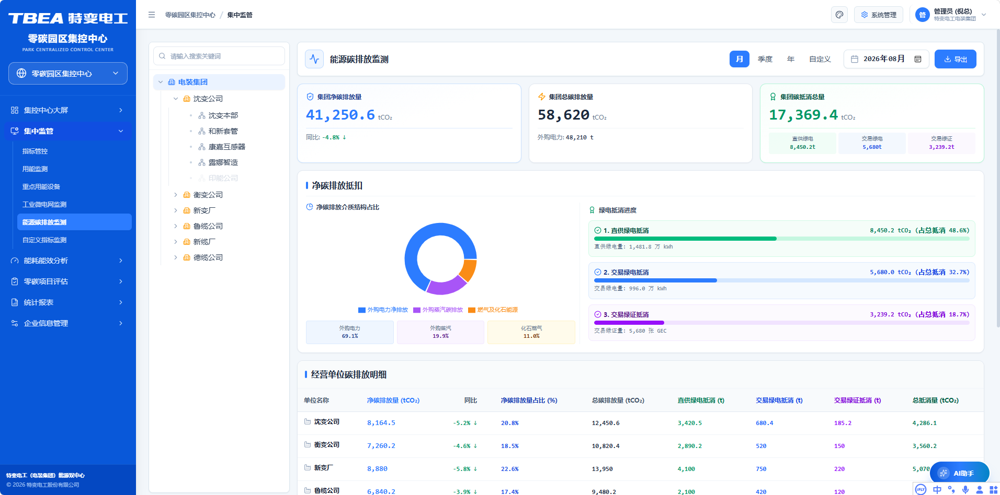 TBEA 特变电工
零碳园区集控中心
PARK CENTRALIZED CONTROL CENTER
零碳园区集控中心
集控中心大屏
集中监管
指标管控
用能监测
重点用能设备
工业微电网监测
能源碳排放监测
自定义指标监测
能耗能效分析
零碳项目评估
统计报表
企业信息管理
特变电工（电装集团）能源双中心
© 2026 特变电工股份有限公司
零碳园区集控中心 / 集中监管
系统管理
管
管理员 (倪总)
特变电工电装集团
请输入搜索关键词
电装集团
沈变公司
沈变本部
和新套管
康嘉互感器
露娜智造
印能公司
衡变公司
新变厂
鲁缆公司
新缆厂
德缆公司
能源碳排放监测
月 季度 年 自定义
2026年08月
导出
集团净碳排放量
41,250.6 tCO₂
同比: -4.8% ↓
集团总碳排放量
58,620 tCO₂
外购电力: 48,210 t
集团碳抵消总量
17,369.4 tCO₂
直供绿电
8,450.2t
交易绿电
5,680t
交易绿证
3,239.2t
净碳排放抵扣
净碳排放介质结构占比
外购电力净排放 外购蒸汽碳排放 燃气及化石能源
外购电力
69.1%
外购蒸汽
19.9%
化石燃气
11.0%
绿电抵消进度
1. 直供绿电抵消 8,450.2 tCO₂ (占总抵消 48.6%)
直供绿电量: 1,481.8 万 kWh
2. 交易绿电抵消 5,680.0 tCO₂ (占总抵消 32.7%)
交易绿电量: 996.0 万 kWh
3. 交易绿证抵消 3,239.2 tCO₂ (占总抵消 18.7%)
交易绿证量: 5,680 张 GEC
经营单位碳排放明细
单位名称 净碳排放量 (tCO₂) 同比 净碳排放量占比 (%) 总碳排放量 (tCO₂) 直供绿电抵消 (t) 交易绿电抵消 (t) 交易绿证抵消 (t) 总抵消量 (tCO₂)
沈变公司 8,164.5 -5.2% ↓ 20.8% 12,450.6 3,420.5 680.4 185.2 4,286.1
衡变公司 7,260.2 -4.6% ↓ 18.5% 10,820.4 2,890.2 520 150 3,560.2
新变厂 8,880 -5.8% ↓ 22.6% 13,950 4,100 750 220 5,070
鲁缆公司 6,840.2 -3.9% ↓ 17.4% 9,480.2 2,100 420 120
AI助手
iFLY 中